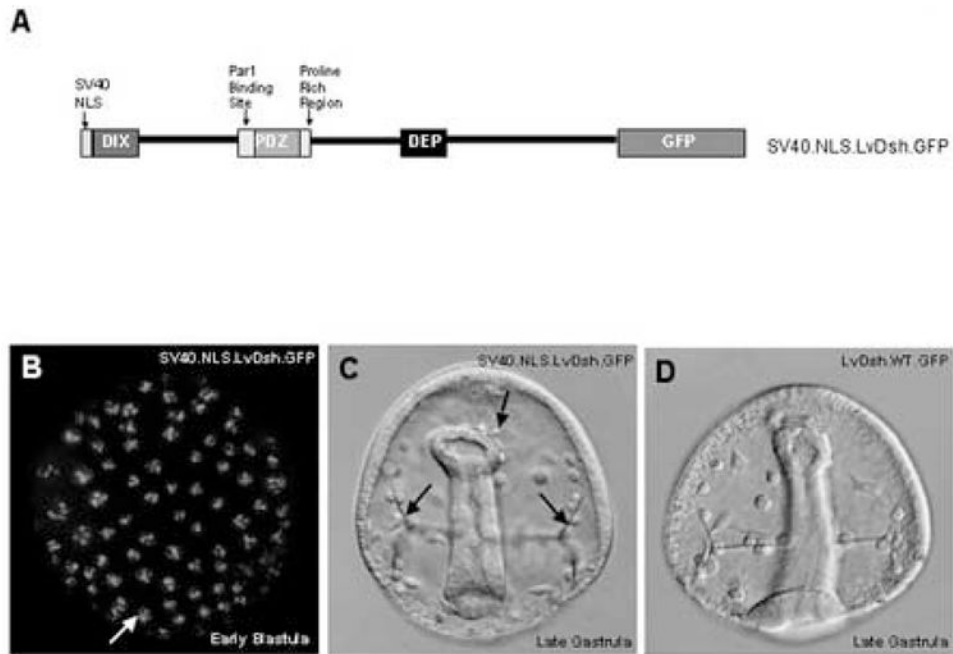 A
SV40
NLS
Par1
Binding
Site
Proline
Rich
Region
DIX
PDZ
DEP
GFP
SV40.NLS.LvDsh.GFP
B
SV40.NLS.LvDsh.GFP
Early Blastula
C
SV40.NLS.LvDsh.GFP
Late Gastrula
D
LvDsh.WT.GFP
Late Gastrula